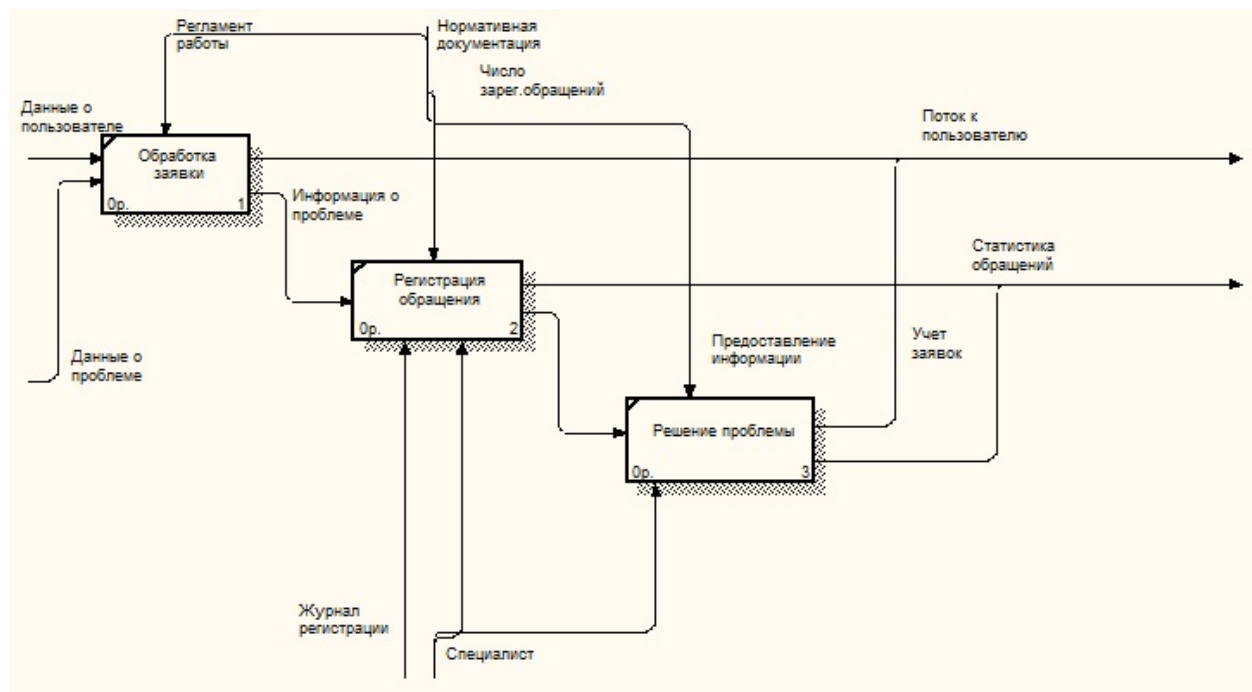 Регламент
работы
Нормативная
документация
Число
зарег.обращений
Данные о
пользователе
Поток к
пользователю
Обработка
заявки
0р.
1
Информация о
проблеме
Статистика
обращений
Регистрация
обращения
0р.
2
Данные о
проблеме
Предоставление
информации
Учет
заявок
Решение проблемы
0р.
3
Журнал
регистрации
Специалист